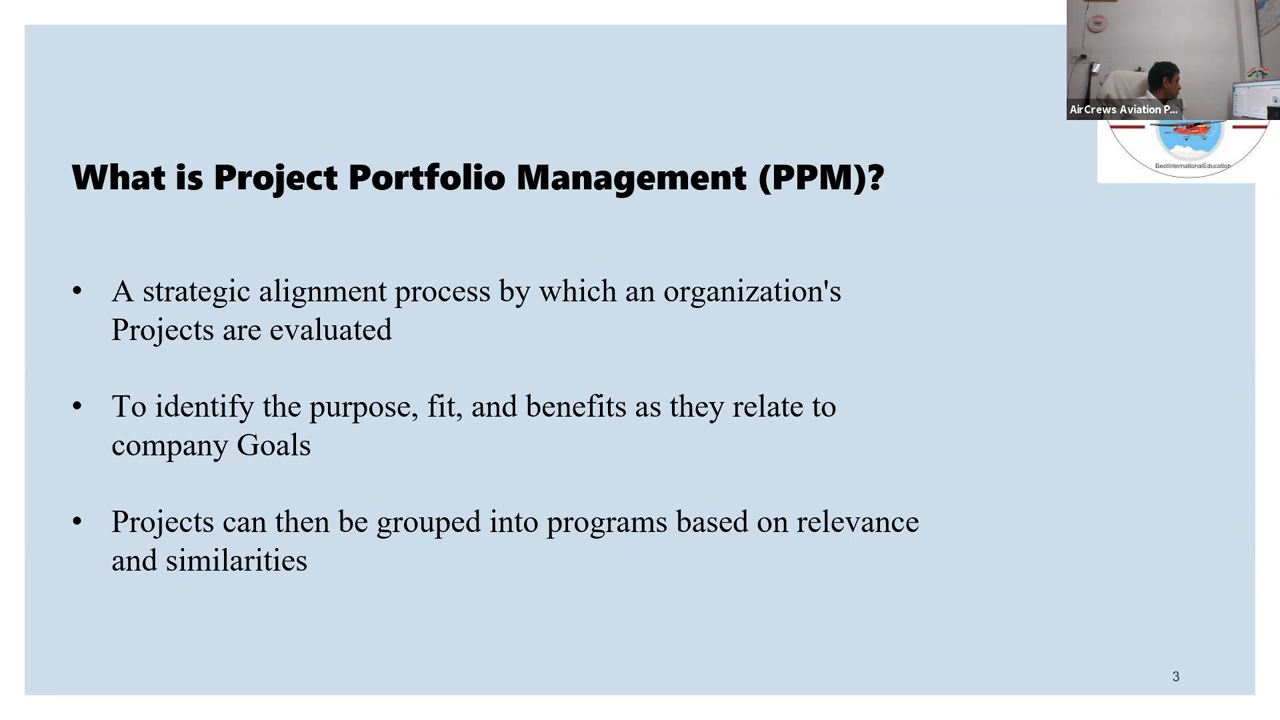 AirCrews Aviation P...
BestInternationalEducation
What is Project Portfolio Management (PPM)?
• A strategic alignment process by which an organization's
Projects are evaluated
• To identify the purpose, fit, and benefits as they relate to
company Goals
• Projects can then be grouped into programs based on relevance
and similarities
3